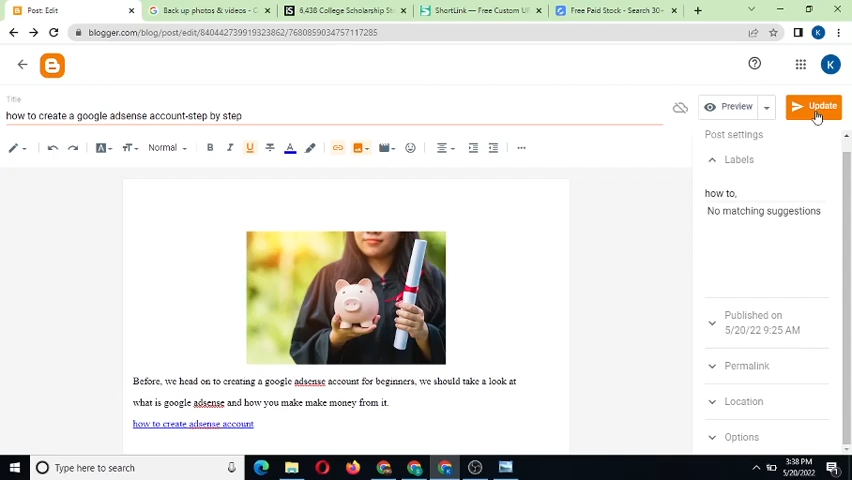 Post: Edit
Back up photos & videos - C
6,438 College Scholarship St
ShortLink — Free Custom U
Free Paid Stock - Search 30+
blogger.com/blog/post/edit/840442739919323862/7680859034757117285
K
K
Title
how to create a google adsense account-step by step
Preview
Update
Normal
Post settings
Labels
how to,
No matching suggestions
Published on
5/20/22 9:25 AM
Permalink
Location
Options
Before, we head on to creating a google adsense account for beginners, we should take a look at
what is google adsense and how you make make money from it.
how to create adsense account
Type here to search
3:38 PM
5/20/2022